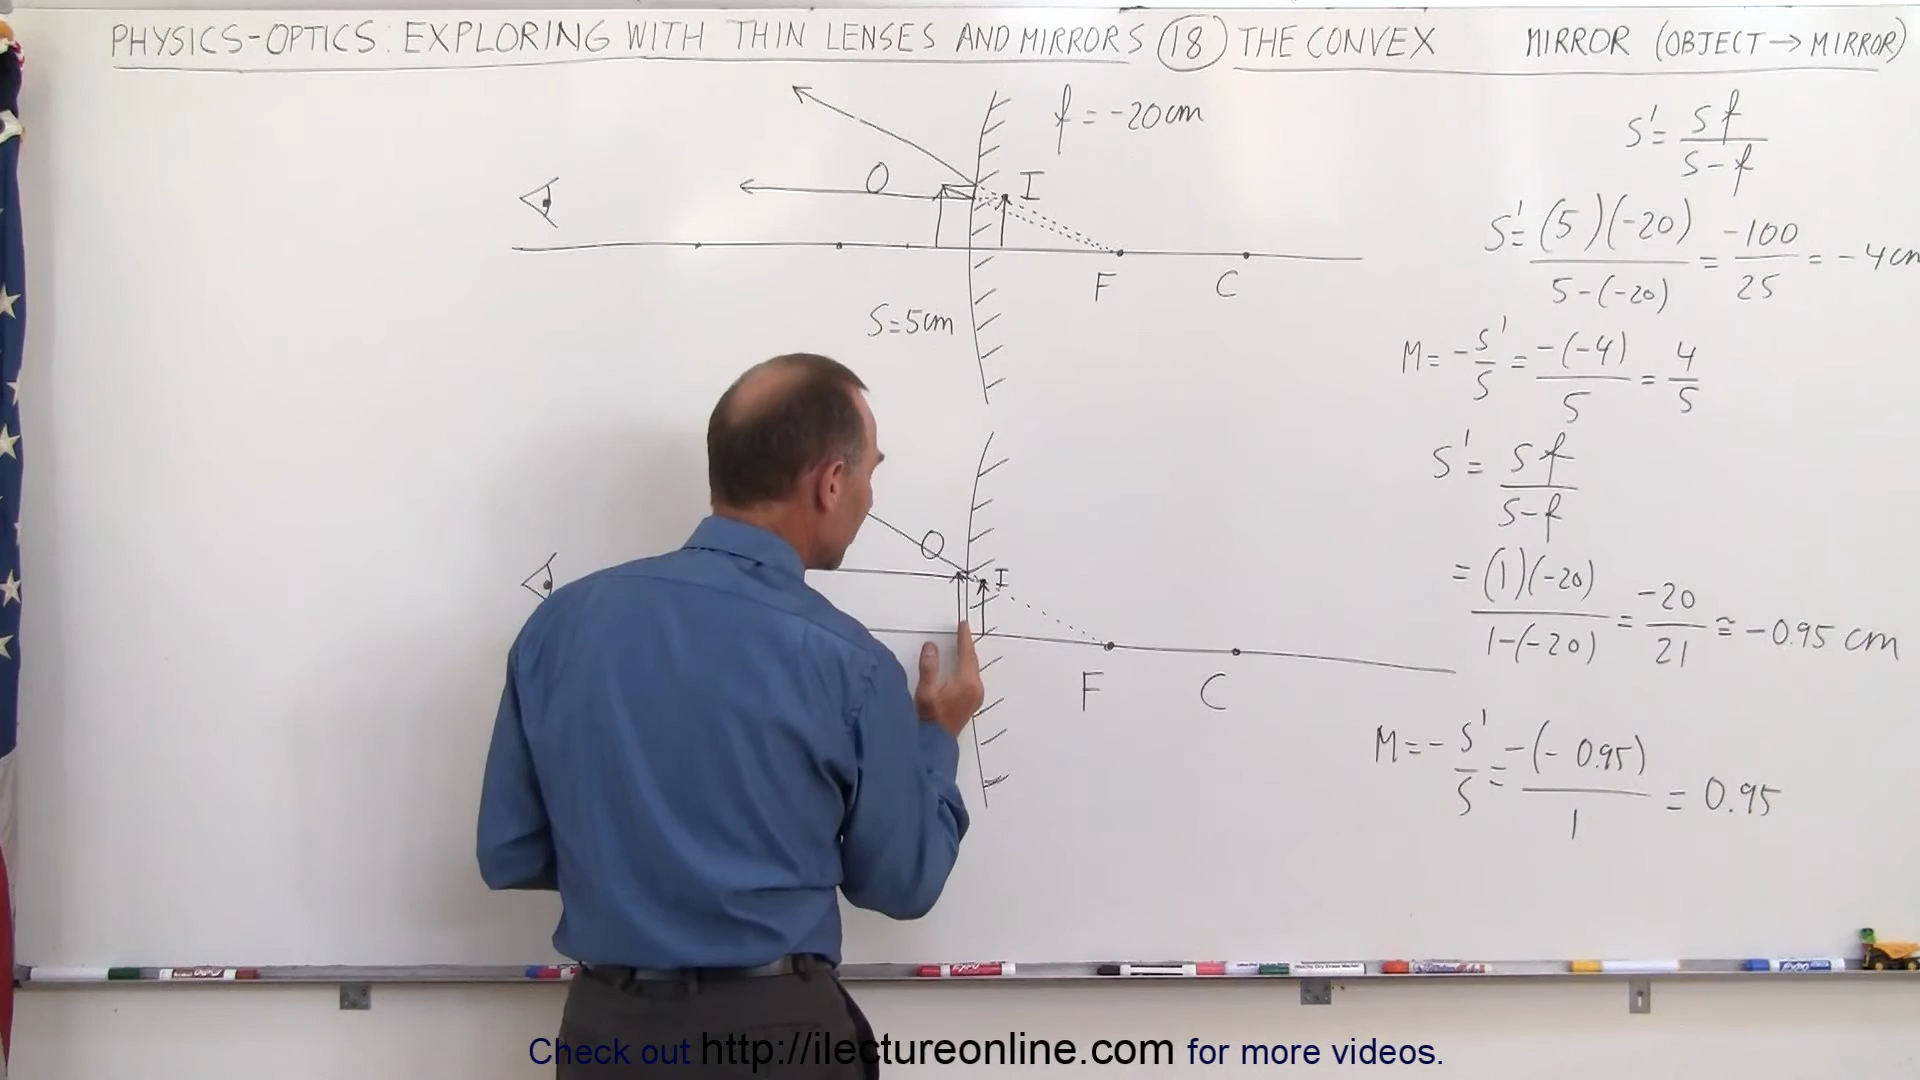 PHYSICS-OPTICS: EXPLORING WITH THIN LENSES AND MIRRORS (18) THE CONVEX MIRROR (OBJECT → MIRROR)
f = -20cm
O
I
F
C
S = 5cm
S' = Sf / S-f
S' = (5)(-20) / 5-(-20) = -100 / 25 = -4cm
M = -S'/S = -(-4) / 5 = 4/5
S' = Sf / S-f
= (1)(-20) / 1-(-20) = -20 / 21 ≅ -0.95 cm
M = -S'/S = -(-0.95) / 1 = 0.95
O
I
F
C
EXPO
Check out http://ilectureonline.com for more videos.